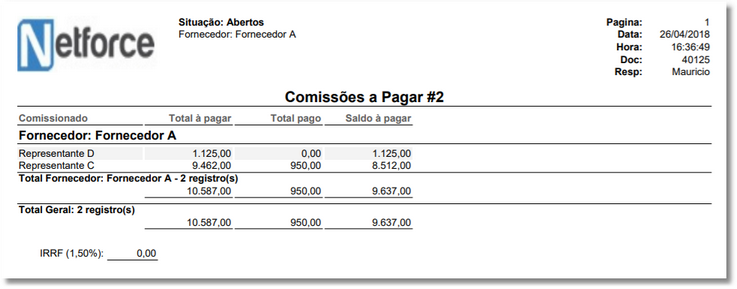 Netforce
Situação: Abertos
Fornecedor: Fornecedor A
Pagina: 1
Data: 26/04/2018
Hora: 16:36:49
Doc: 40125
Resp: Mauricio
Comissões a Pagar #2
Comissionado Total à pagar Total pago Saldo à pagar
Fornecedor: Fornecedor A
Representante D 1.125,00 0,00 1.125,00
Representante C 9.462,00 950,00 8.512,00
Total Fornecedor: Fornecedor A - 2 registro(s)
10.587,00 950,00 9.637,00
Total Geral: 2 registro(s)
10.587,00 950,00 9.637,00
IRRF (1,50%): 0,00